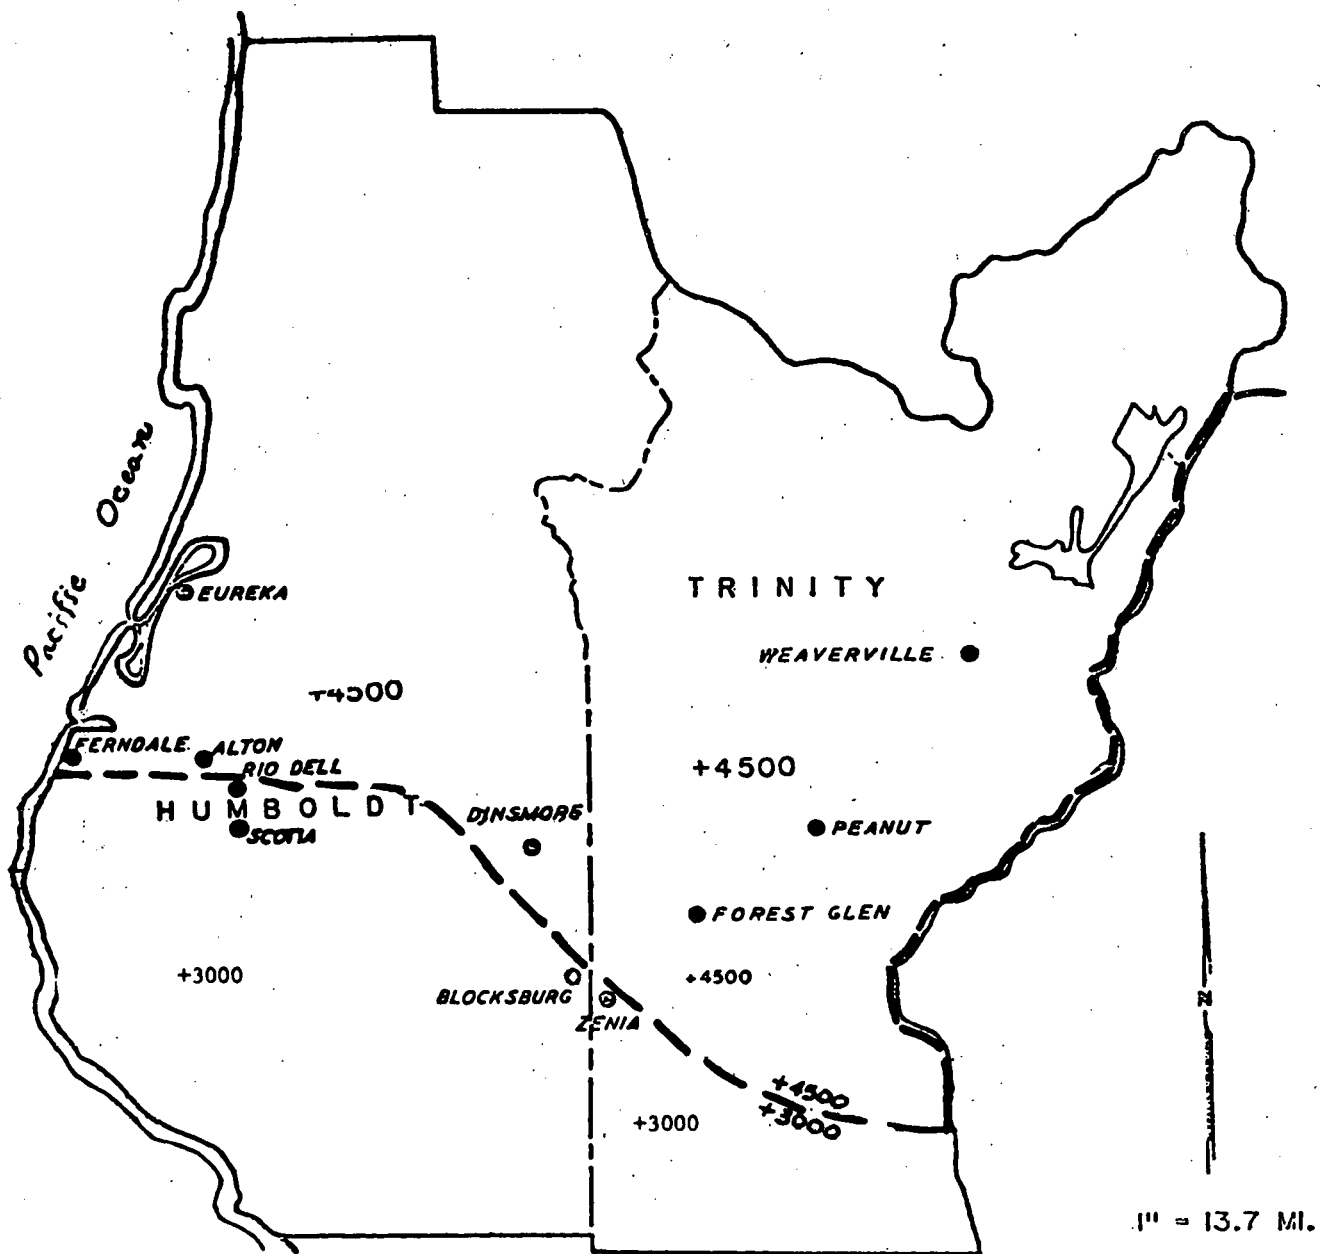 Pacific Ocean
EUREKA
TRINITY
WEAVERVILLE
+4500
FERNDALE
ALTON
RIO DELL
+4500
HUMBOLDT
DINSMORE
SCOTIA
PEANUT
FOREST GLEN
+3000
+4500
BLOCKSBURG
ZENIA
N
+4500
+3000
+3000
1" = 13.7 MI.